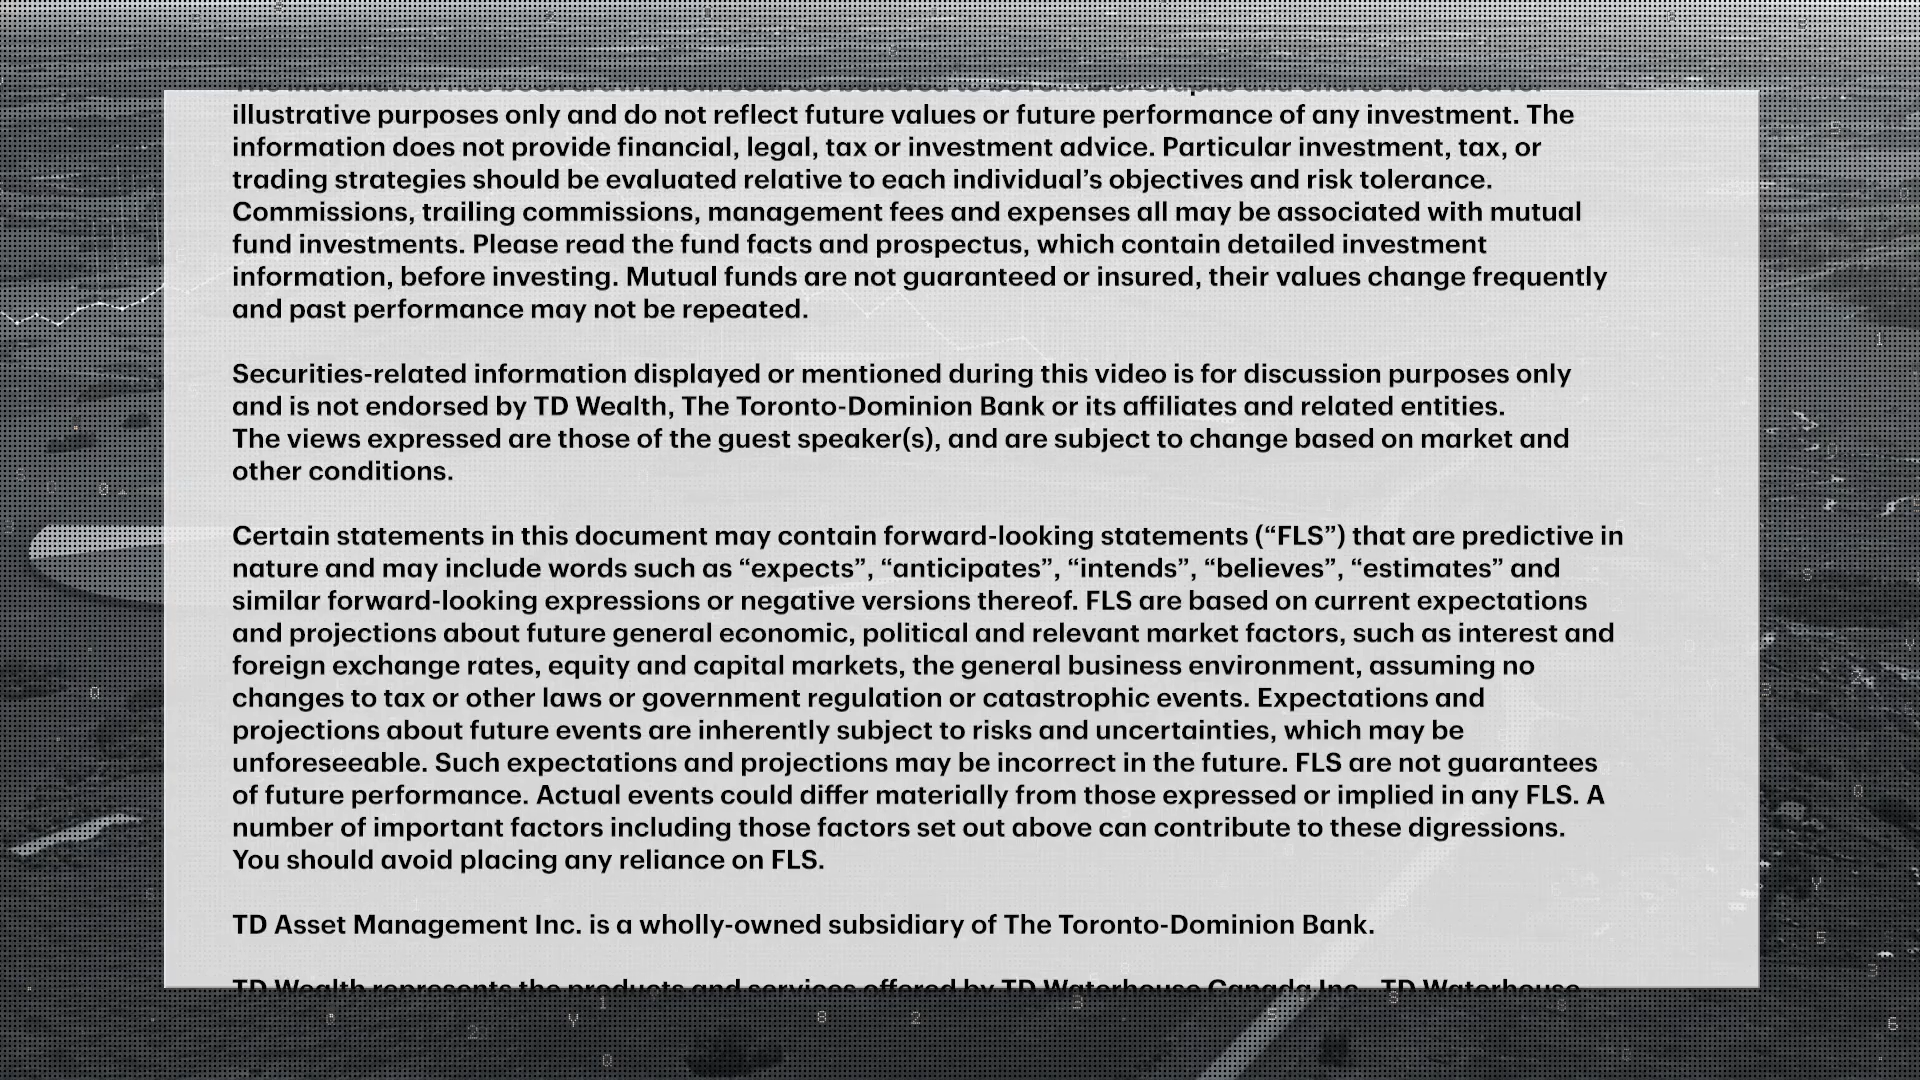 illustrative purposes only and do not reflect future values or future performance of any investment. The
information does not provide financial, legal, tax or investment advice. Particular investment, tax, or
trading strategies should be evaluated relative to each individual’s objectives and risk tolerance.
Commissions, trailing commissions, management fees and expenses all may be associated with mutual
fund investments. Please read the fund facts and prospectus, which contain detailed investment
information, before investing. Mutual funds are not guaranteed or insured, their values change frequently
and past performance may not be repeated.
Securities-related information displayed or mentioned during this video is for discussion purposes only
and is not endorsed by TD Wealth, The Toronto-Dominion Bank or its affiliates and related entities.
The views expressed are those of the guest speaker(s), and are subject to change based on market and
other conditions.
Certain statements in this document may contain forward-looking statements (“FLS”) that are predictive in
nature and may include words such as “expects”, “anticipates”, “intends”, “believes”, “estimates” and
similar forward-looking expressions or negative versions thereof. FLS are based on current expectations
and projections about future general economic, political and relevant market factors, such as interest and
foreign exchange rates, equity and capital markets, the general business environment, assuming no
changes to tax or other laws or government regulation or catastrophic events. Expectations and
projections about future events are inherently subject to risks and uncertainties, which may be
unforeseeable. Such expectations and projections may be incorrect in the future. FLS are not guarantees
of future performance. Actual events could differ materially from those expressed or implied in any FLS. A
number of important factors including those factors set out above can contribute to these digressions.
You should avoid placing any reliance on FLS.
TD Asset Management Inc. is a wholly-owned subsidiary of The Toronto-Dominion Bank.
TD Wealth represents the products and services offered by TD Waterhouse Canada Inc., TD Waterhouse